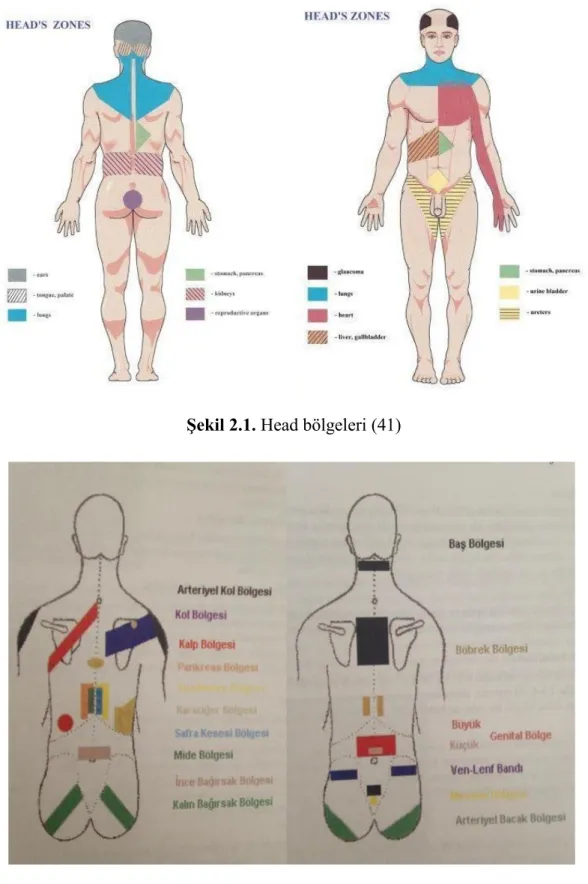 HEAD'S ZONES
- ears
- tongue, palate
- lungs
- stomach, pancreas
- kidneys
- reproductive organs
HEAD'S ZONES
- glaucoma
- lungs
- heart
- liver, gallbladder
- stomach, pancreas
- urine bladder
- ureters
Şekil 2.1. Head bölgeleri (41)
Arteriyel Kol Bölgesi
Kol Bölgesi
Kalp Bölgesi
Pankreas Bölgesi
Karaciğer Bölgesi
Safra Kesesi Bölgesi
Mide Bölgesi
İnce Bağırsak Bölgesi
Kalın Bağırsak Bölgesi
Baş Bölgesi
Böbrek Bölgesi
Büyük
Küçük
Genital Bölge
Ven-Lenf Bandı
Arteriyel Bacak Bölgesi